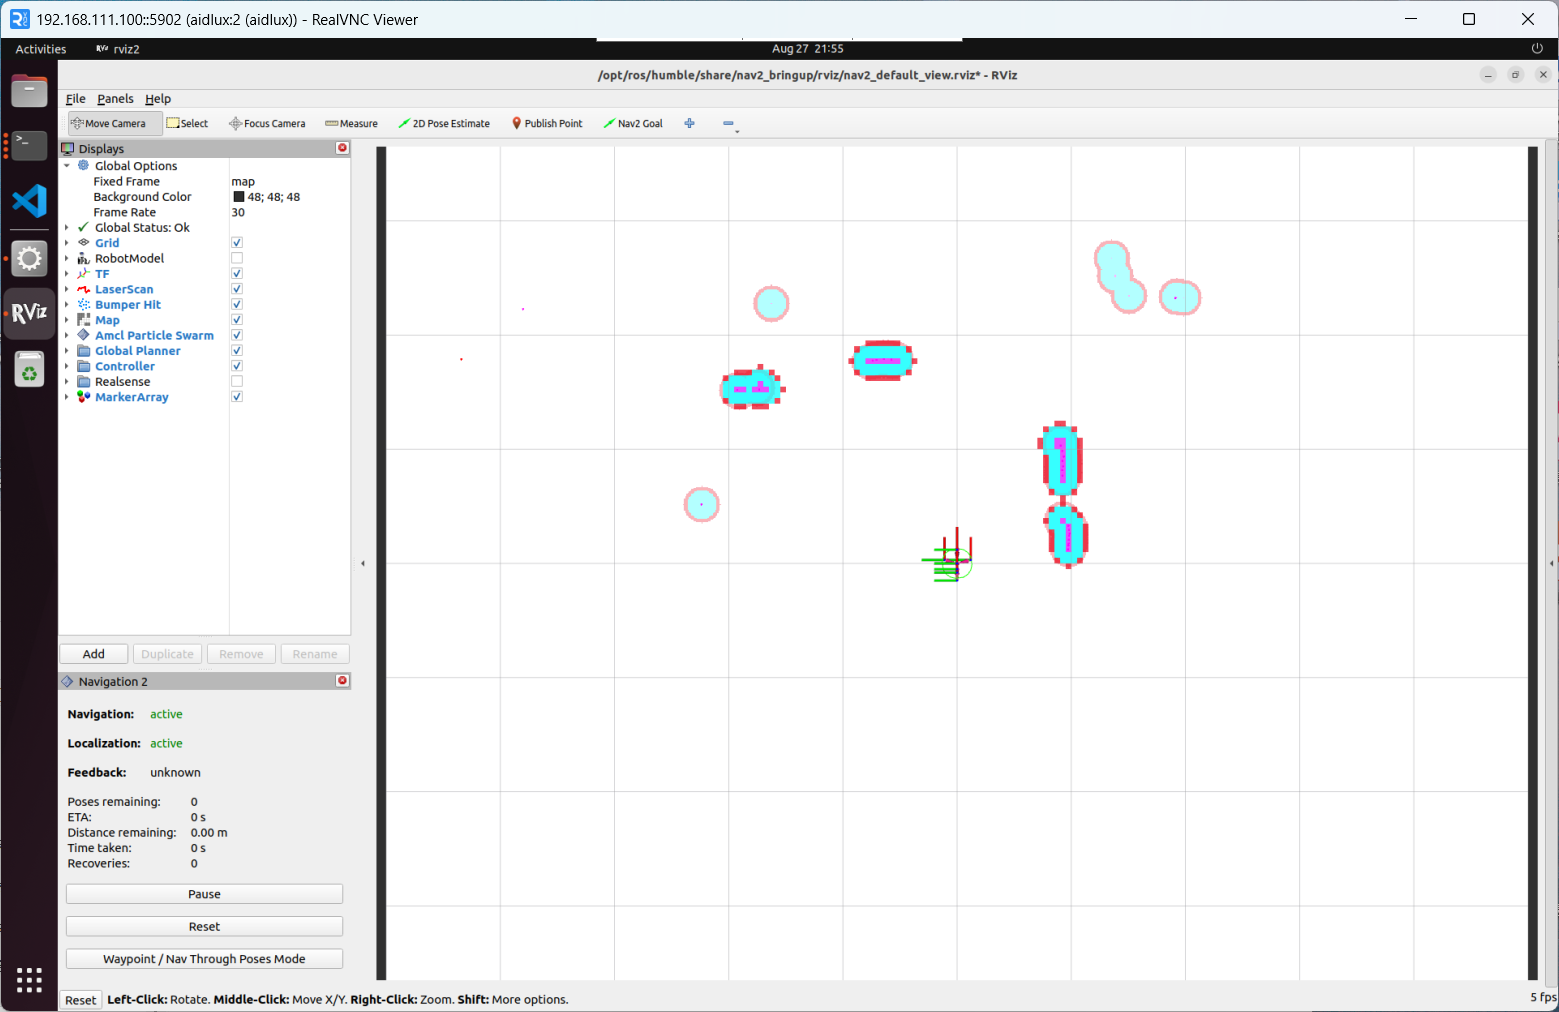 192.168.111.100::5902 (aidlux:2 (aidlux)) - RealVNC Viewer
Activities
rviz2
Aug 27 21:55
/opt/ros/humble/share/nav2_bringup/rviz/nav2_default_view.rviz* - RViz
File Panels Help
Move Camera Select Focus Camera Measure 2D Pose Estimate Publish Point Nav2 Goal
Displays
Global Options
Fixed Frame map
Background Color 48; 48; 48
Frame Rate 30
Global Status: Ok
Grid
RobotModel
TF
LaserScan
Bumper Hit
Map
Amcl Particle Swarm
Global Planner
Controller
Realsense
MarkerArray
Add Duplicate Remove Rename
Navigation 2
Navigation: active
Localization: active
Feedback: unknown
Poses remaining: 0
ETA: 0 s
Distance remaining: 0.00 m
Time taken: 0 s
Recoveries: 0
Pause
Reset
Waypoint / Nav Through Poses Mode
Reset Left-Click: Rotate. Middle-Click: Move X/Y. Right-Click: Zoom. Shift: More options.
5 fps
RViz